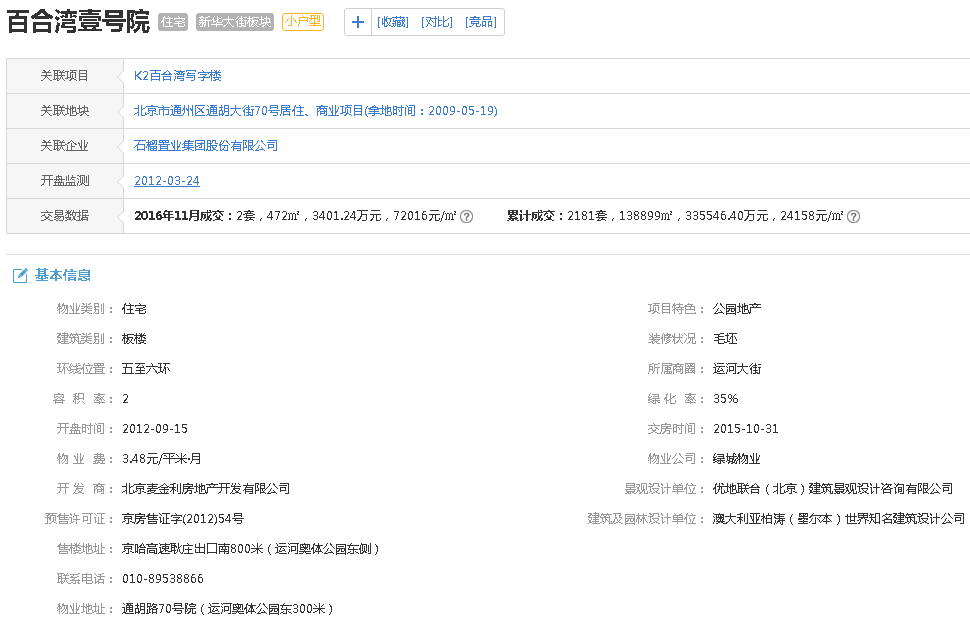 百合湾壹号院 住宅 新华大街板块 小户型 + [收藏] [对比] [竞品]
关联项目 K2百合湾写字楼
关联地块 北京市通州区通胡大街70号居住、商业项目(拿地时间：2009-05-19)
关联企业 石榴置业集团股份有限公司
开盘监测 2012-03-24
交易数据 2016年11月成交：2套，472㎡，3401.24万元，72016元/㎡? 累计成交：2181套，138899㎡，335546.40万元，24158元/㎡?
基本信息
物业类别： 住宅 项目特色： 公园地产
建筑类别： 板楼 装修状况： 毛坯
环线位置： 五至六环 所属商圈： 运河大街
容 积 率： 2 绿 化 率： 35%
开盘时间： 2012-09-15 交房时间： 2015-10-31
物 业 费： 3.48元/平米·月 物业公司： 绿城物业
开 发 商： 北京麦金利房地产开发有限公司 景观设计单位： 优地联合（北京）建筑景观设计咨询有限公司
预售许可证： 京房售证字(2012)54号 建筑及园林设计单位： 澳大利亚柏涛（墨尔本）世界知名建筑设计公司
售楼地址： 京哈高速耿庄出口南800米（运河奥体公园东侧）
联系电话： 010-89538866
物业地址： 通胡路70号院（运河奥体公园东300米）